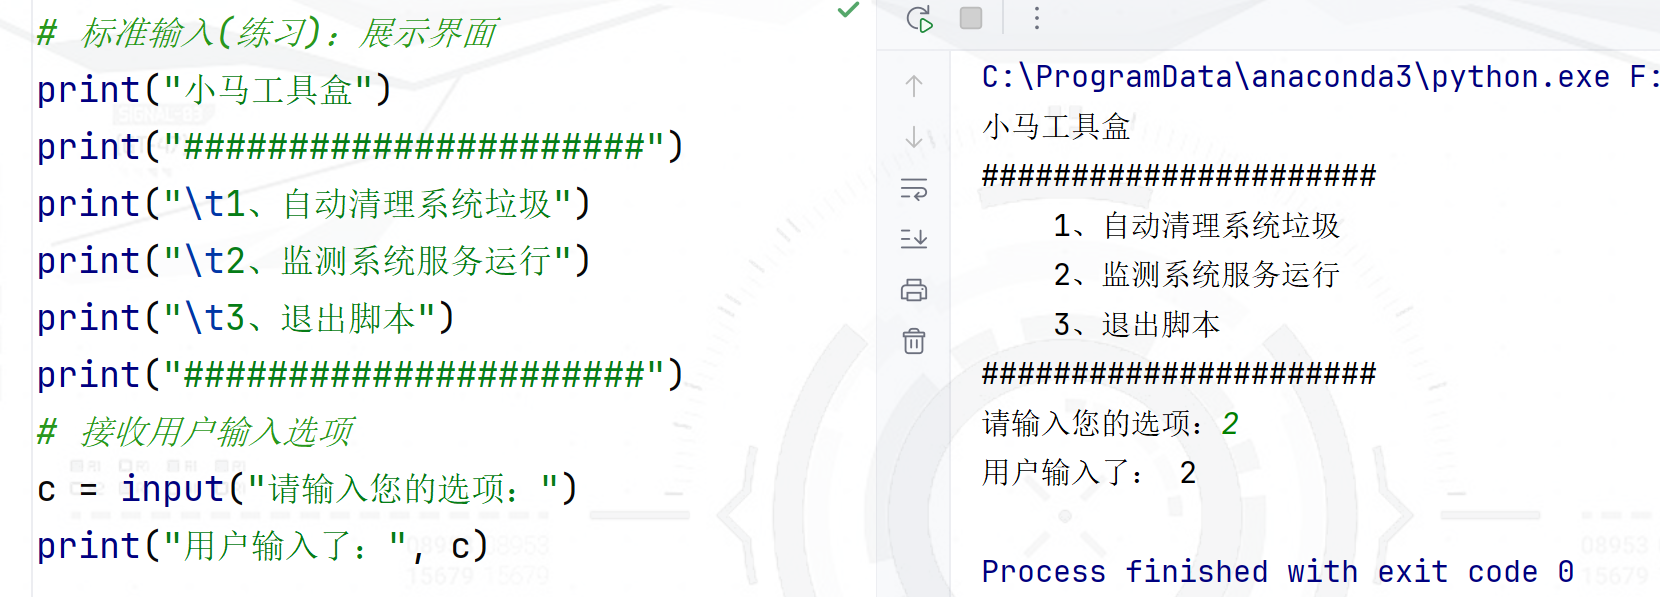 # 标准输入(练习)：展示界面
print("小马工具盒")
print("######################")
print("\t1、自动清理系统垃圾")
print("\t2、监测系统服务运行")
print("\t3、退出脚本")
print("######################")
# 接收用户输入选项
c = input("请输入您的选项：")
print("用户输入了：", c)
C:\ProgramData\anaconda3\python.exe F:
小马工具盒
######################
1、自动清理系统垃圾
2、监测系统服务运行
3、退出脚本
######################
请输入您的选项：2
用户输入了： 2
Process finished with exit code 0